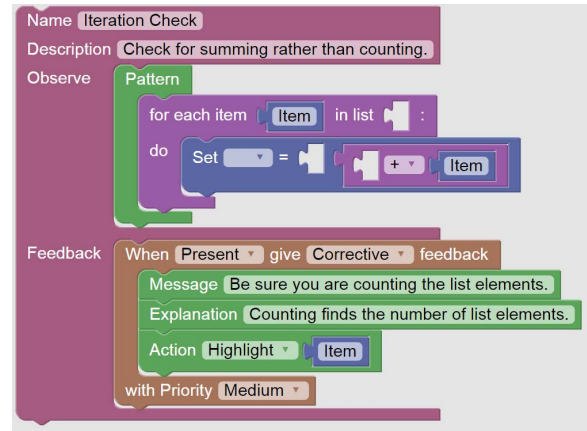 Name Iteration Check
Description Check for summing rather than counting.
Observe Pattern
for each item Item in list :
do Set = + Item
Feedback When Present give Corrective feedback
Message Be sure you are counting the list elements.
Explanation Counting finds the number of list elements.
Action Highlight Item
with Priority Medium